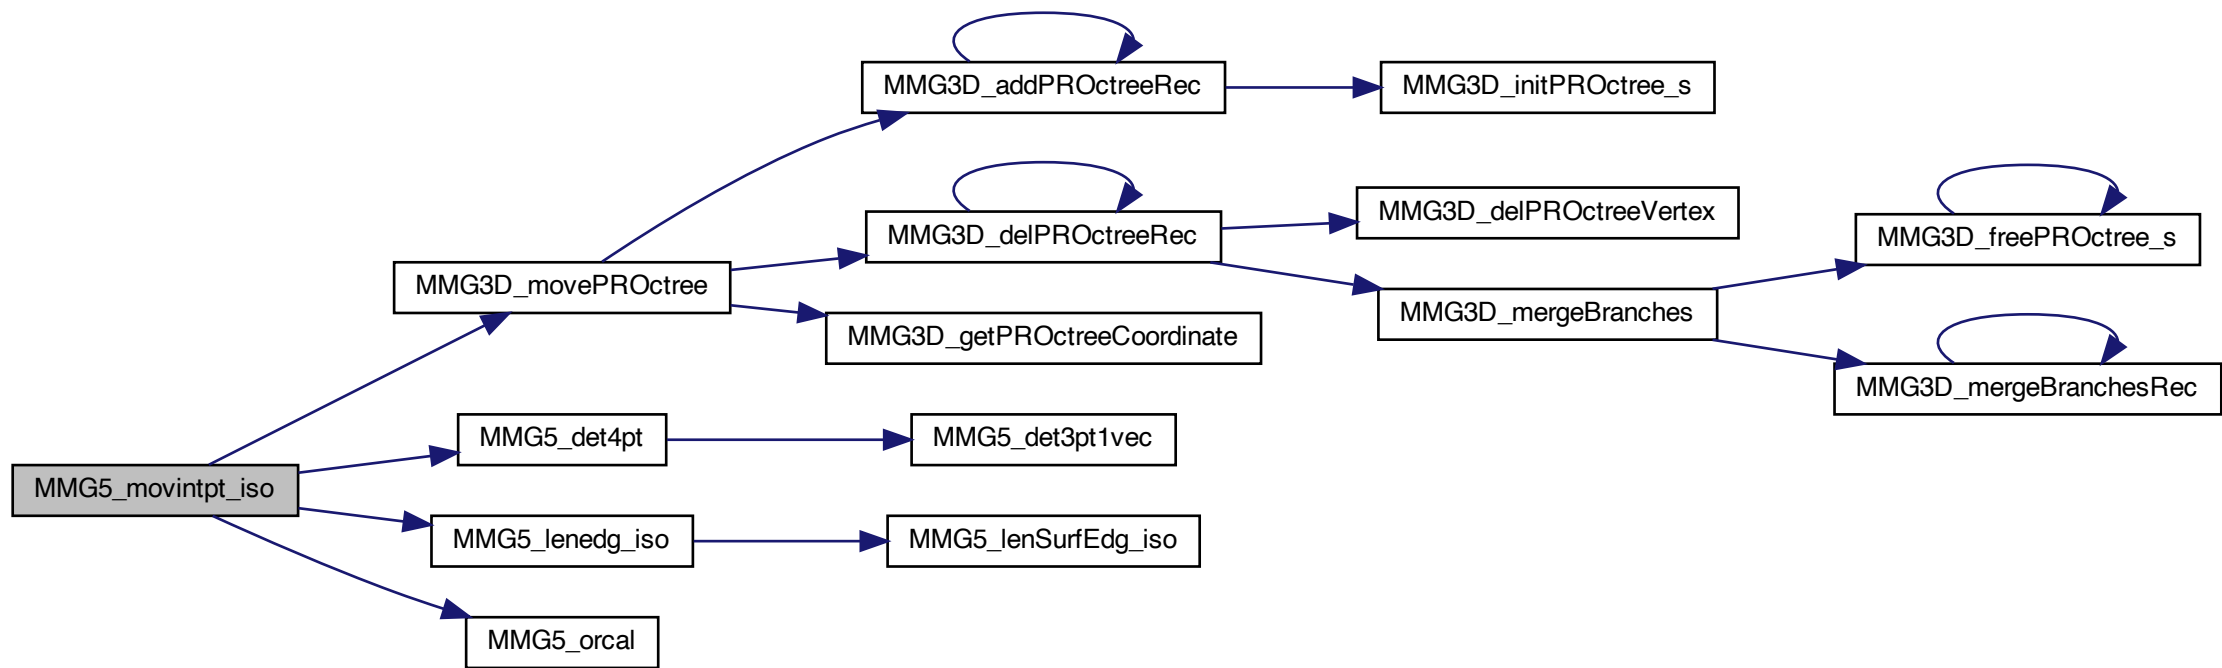 MMG3D_addPROctreeRec
MMG3D_initPROctree_s
MMG3D_delPROctreeVertex
MMG3D_delPROctreeRec
MMG3D_freePROctree_s
MMG3D_movePROctree
MMG3D_mergeBranches
MMG3D_getPROctreeCoordinate
MMG3D_mergeBranchesRec
MMG5_det4pt
MMG5_det3pt1vec
MMG5_movintpt_iso
MMG5_lenedg_iso
MMG5_lenSurfEdg_iso
MMG5_orcal